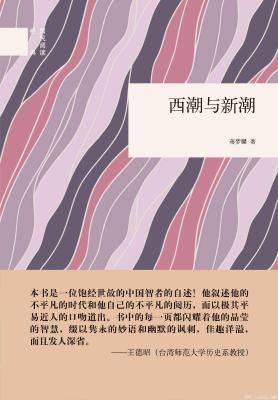 国民阅读
经典
西潮与新潮
蒋梦麟 著
本书是一位饱经世故的中国智者的自述！他叙述他的
不平凡的时代和他自己的不平凡的阅历，而以极其平
易近人的口吻道出。书中的每一页都闪耀着他的晶莹
的智慧，缀以隽永的妙语和幽默的讽刺，佳趣洋溢，
而且发人深省。
——王德昭（台湾师范大学历史系教授）